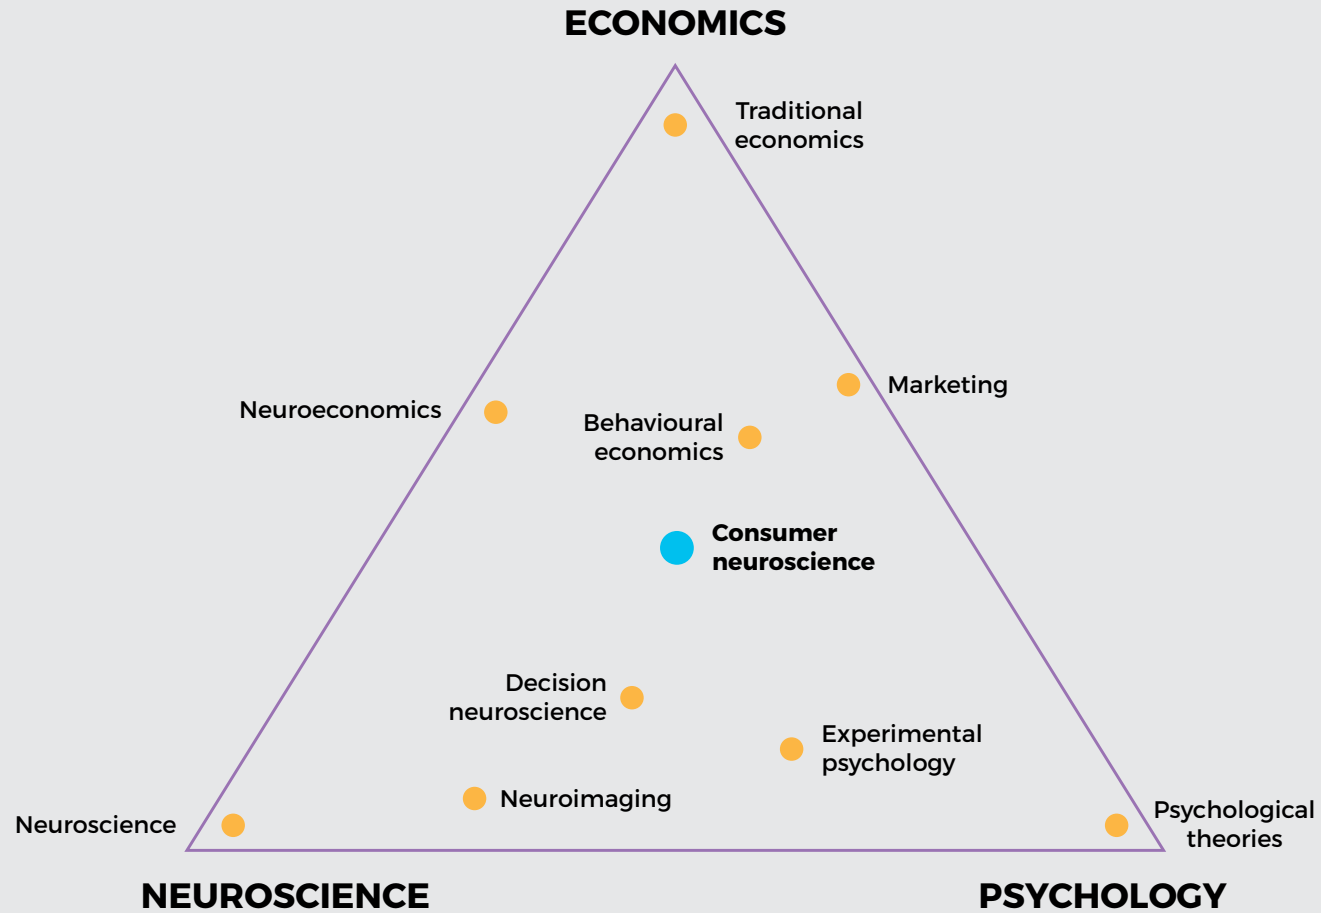 ECONOMICS
Traditional
economics
Marketing
Neuroeconomics
Behavioural
economics
Consumer
neuroscience
Decision
neuroscience
Experimental
psychology
Neuroimaging
Neuroscience
Psychological
theories
NEUROSCIENCE
PSYCHOLOGY